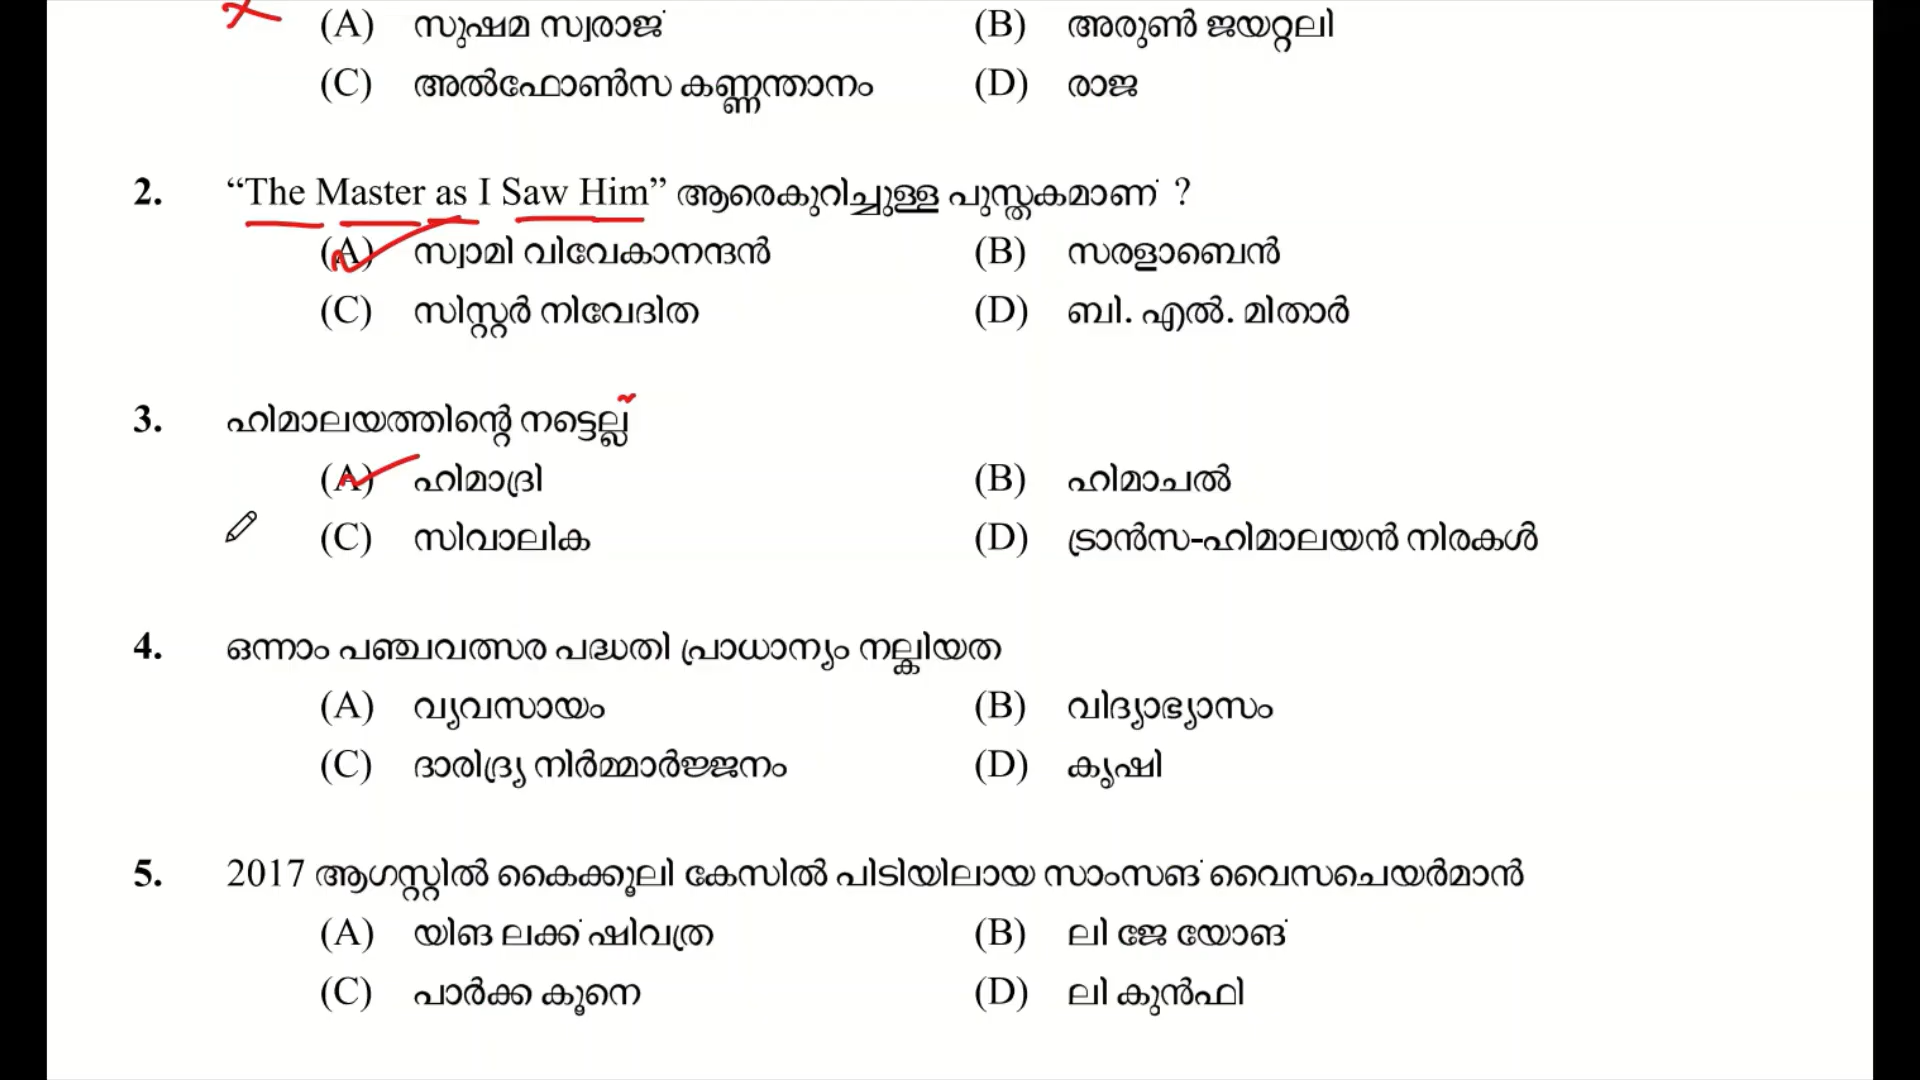 (A) സുഷമ സ്വരാജ് (B) അരുൺ ജയറ്റലി
(C) അൽഫോൺസ കണ്ണന്താനം (D) രാജ
2. “The Master as I Saw Him” ആരെകുറിച്ചുള്ള പുസ്തകമാണ് ?
(A) സ്വാമി വിവേകാനന്ദൻ (B) സരളാബെൻ
(C) സിസ്റ്റർ നിവേദിത (D) ബി. എൽ. മിതാർ
3. ഹിമാലയത്തിന്റെ നട്ടെല്ല്
(A) ഹിമാദ്രി (B) ഹിമാചൽ
(C) സിവാലിക (D) ട്രാൻസ-ഹിമാലയൻ നിരകൾ
4. ഒന്നാം പഞ്ചവത്സര പദ്ധതി പ്രാധാന്യം നല്കിയത
(A) വ്യവസായം (B) വിദ്യാഭ്യാസം
(C) ദാരിദ്ര്യ നിർമ്മാർജ്ജനം (D) കൃഷി
5. 2017 ആഗസ്റ്റിൽ കൈക്കൂലി കേസിൽ പിടിയിലായ സാംസങ് വൈസചെയർമാൻ
(A) യിങ ലക്ക് ഷിവത്ര (B) ലി ജേ യോങ്
(C) പാർക്ക കൂനെ (D) ലി കുൻഫി